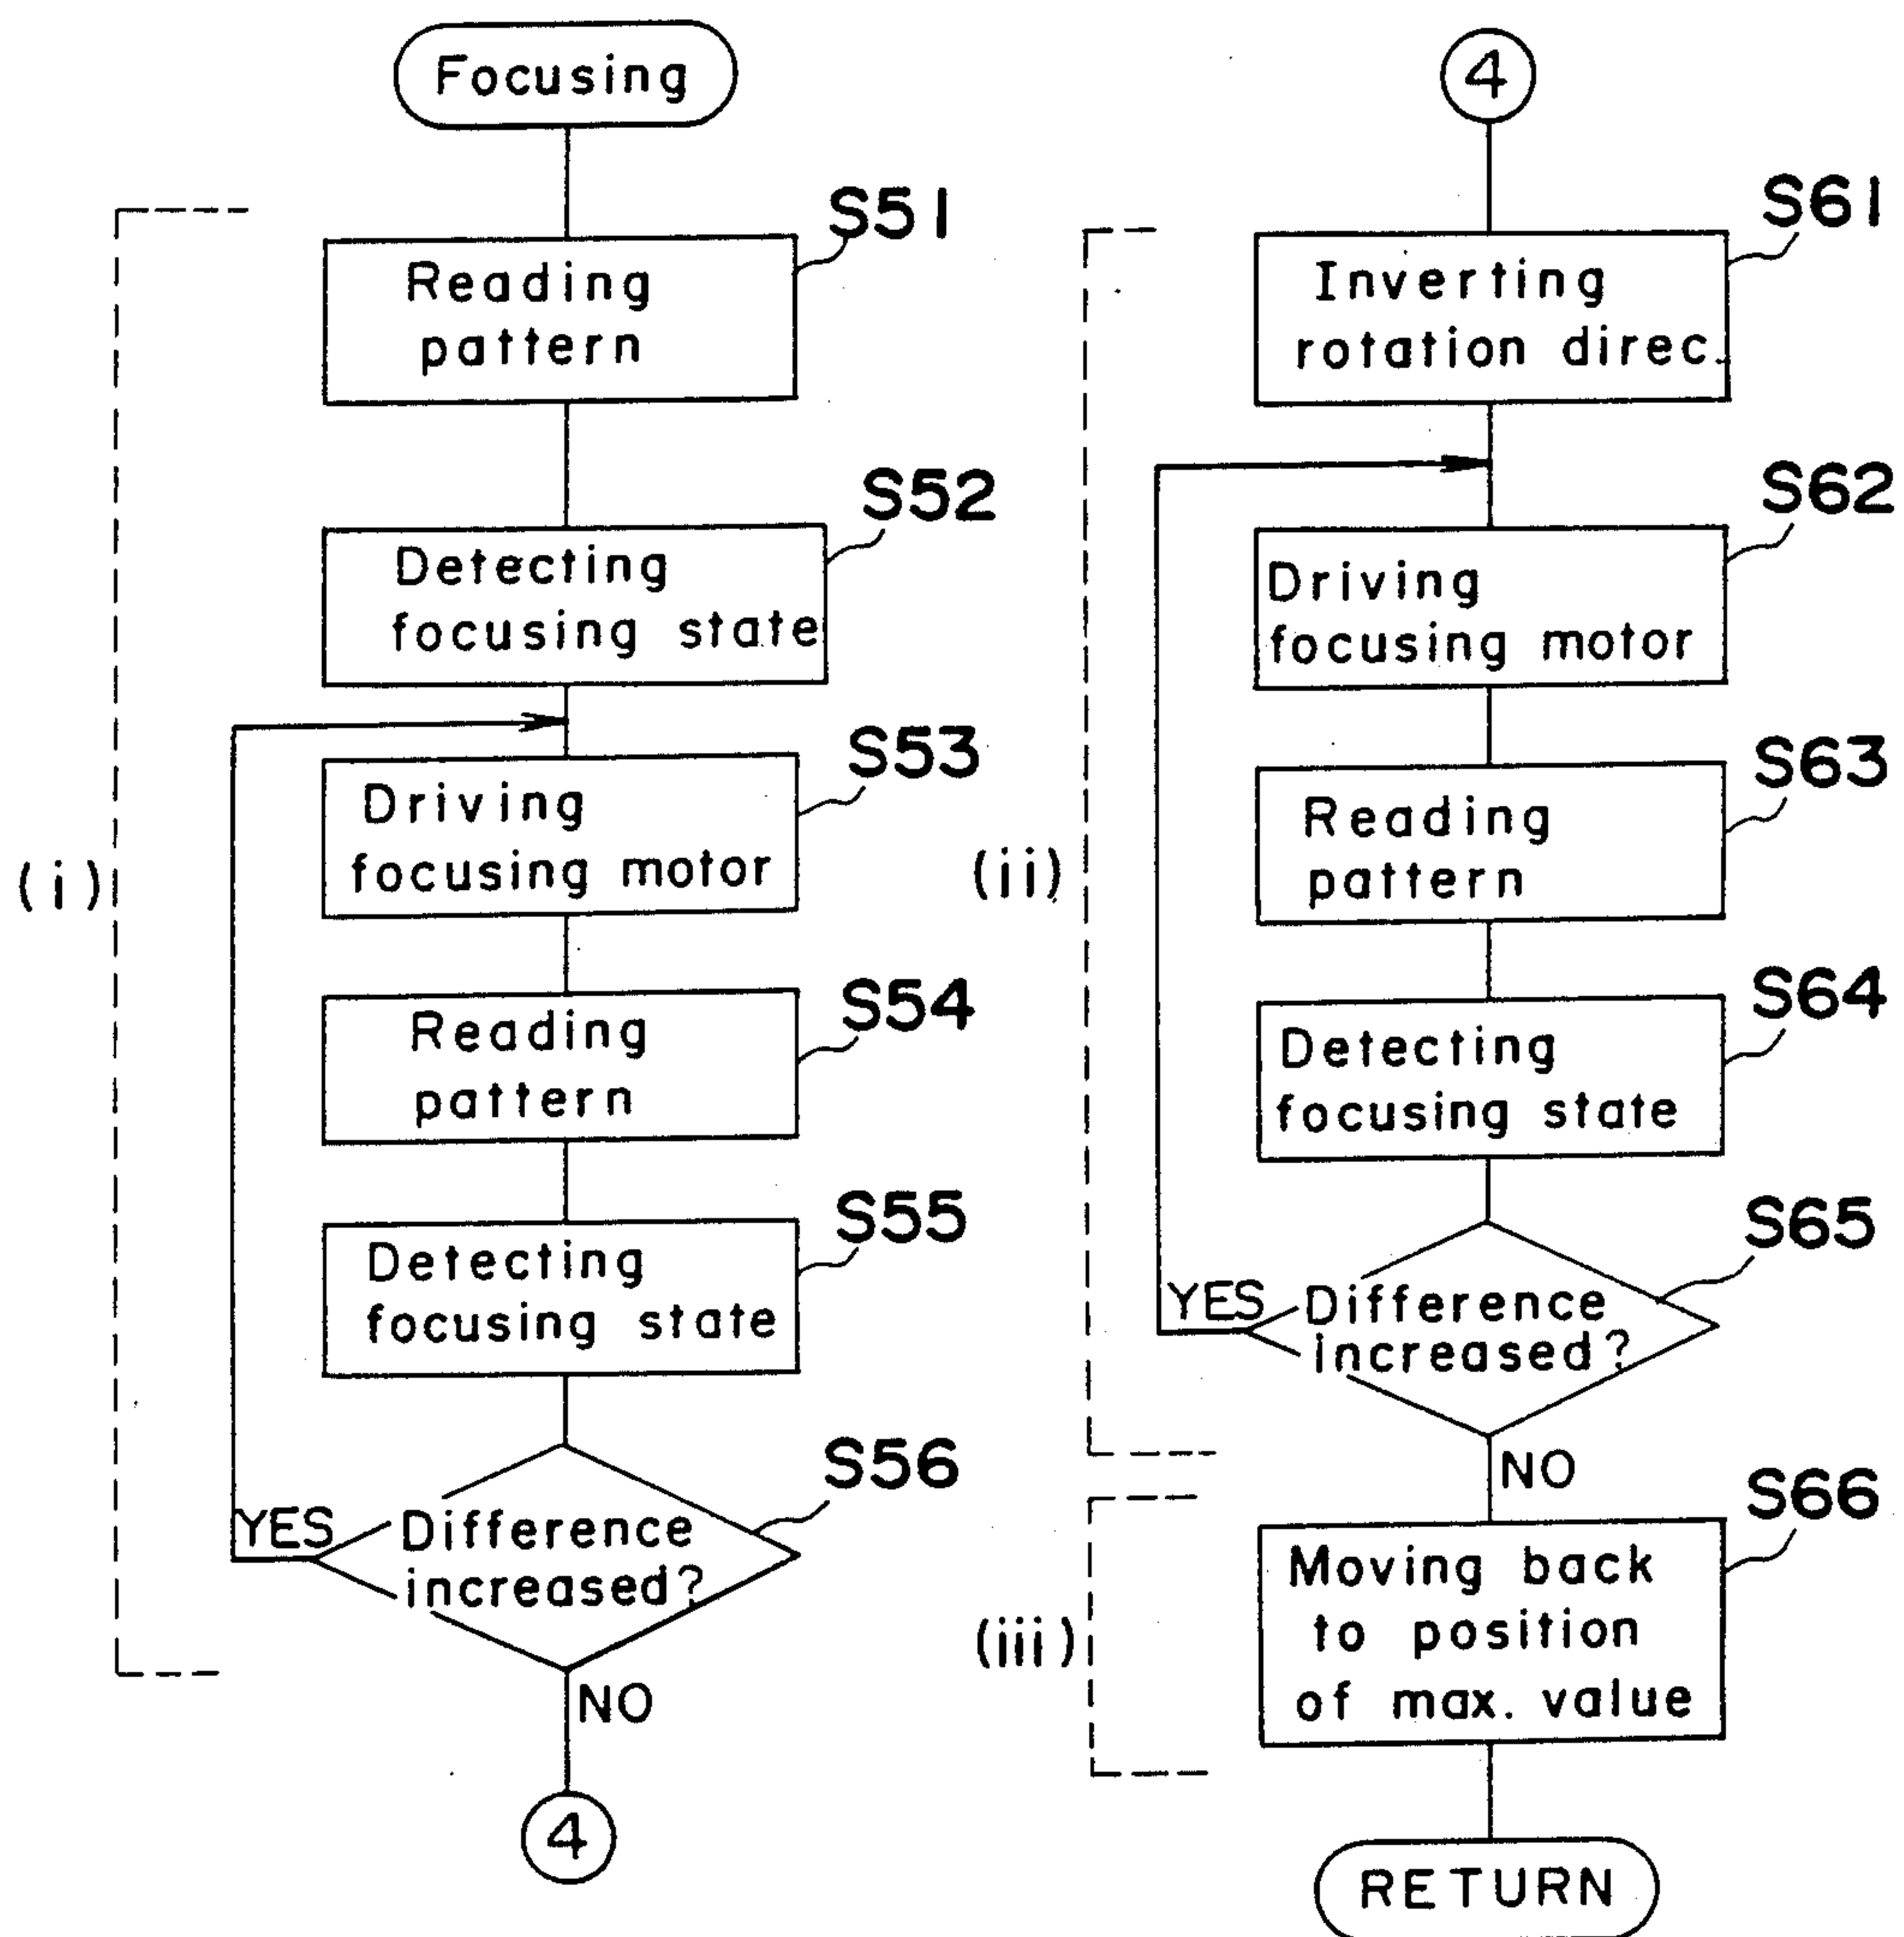 Focusing
S51
Reading
pattern
S52
Detecting
focusing state
S53
Driving
focusing motor
(i)
S54
Reading
pattern
S55
Detecting
focusing state
S56
YES
Difference
increased?
NO
4
4
S61
Inverting
rotation direc.
S62
Driving
focusing motor
(ii)
S63
Reading
pattern
S64
Detecting
focusing state
S65
YES
Difference
increased?
NO
S66
(iii)
Moving back
to position
of max. value
RETURN